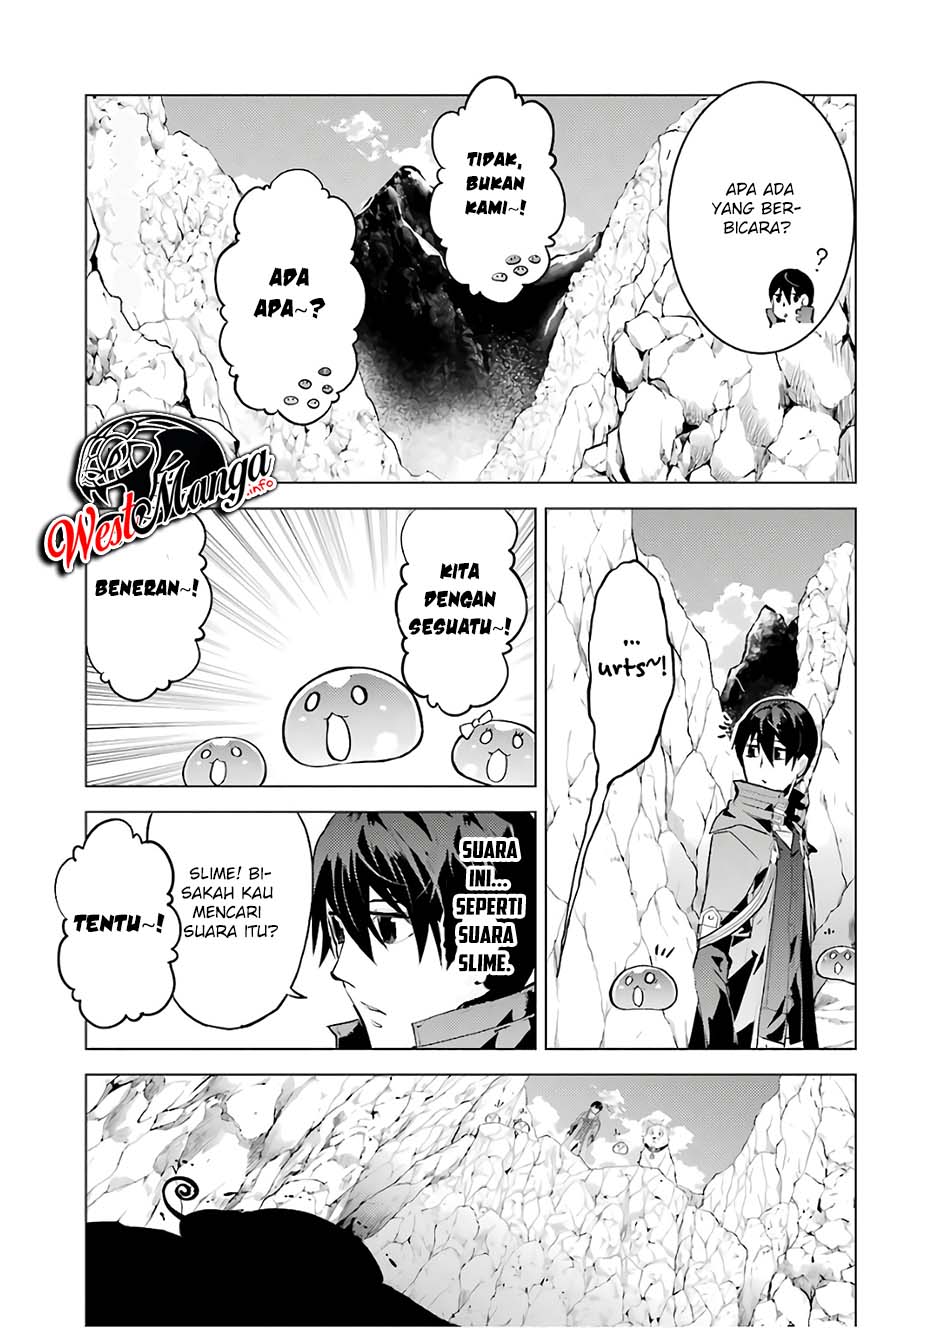 APA ADA
YANG BER-
BICARA?
?
TIDAK,
BUKAN
KAMI~!
ADA
APA~?
WestManga
.info
...
urts~!
KITA
DENGAN
SESUATU~!
BENERAN~!
SUARA
INI...
SEPERTI
SUARA
SLIME.
SLIME! BI-
SAKAH KAU
MENCARI
SUARA ITU?
TENTU~!